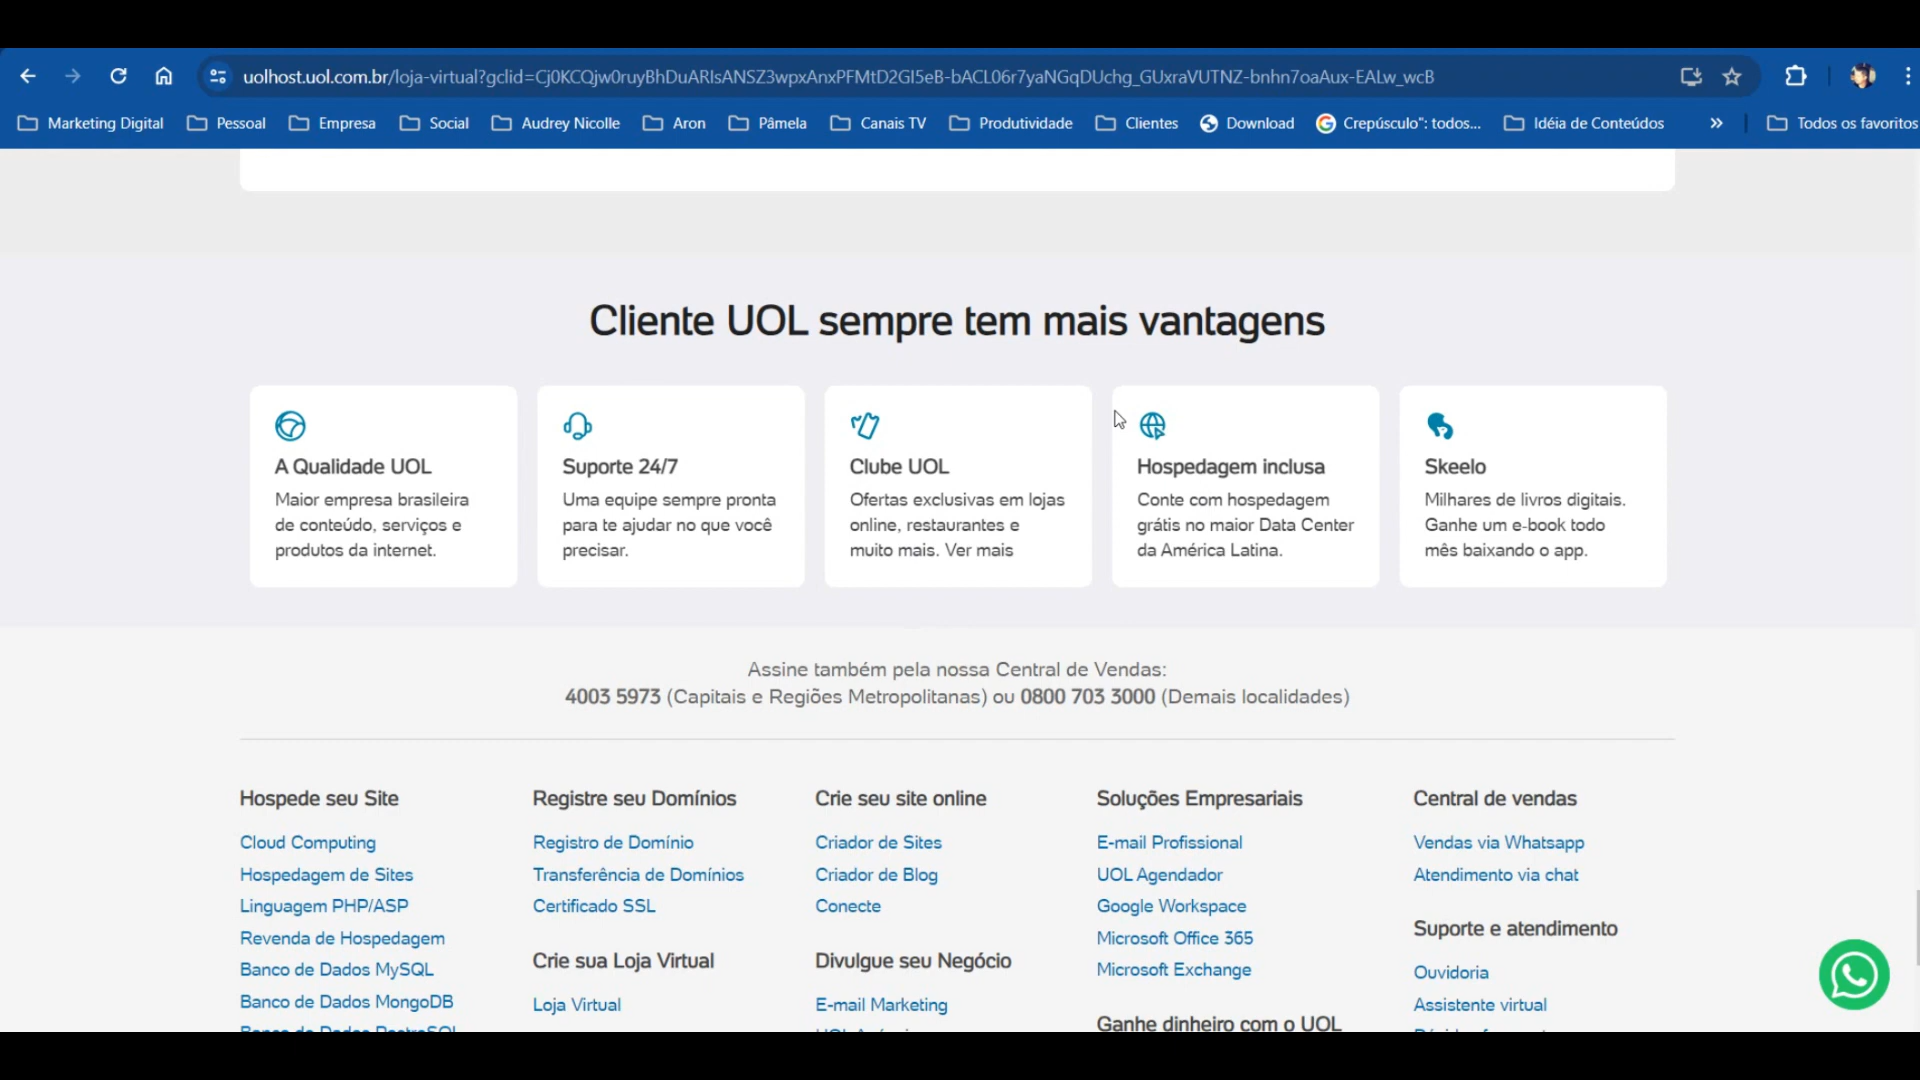 uolhost.uol.com.br/loja-virtual?gclid=Cj0KCQjw0ruyBhDuARIsANSZ3wpxAnxPFMtD2GI5eB-bACL06r7yaNGqDUchg_GUxraVUTNZ-bnhn7oaAux-EALw_wcB
Marketing Digital Pessoal Empresa Social Audrey Nicolle Aron Pâmela Canais TV Produtividade Clientes Download Crepúsculo": todos... Idéia de Conteúdos » Todos os favoritos
Cliente UOL sempre tem mais vantagens
A Qualidade UOL
Maior empresa brasileira
de conteúdo, serviços e
produtos da internet.
Suporte 24/7
Uma equipe sempre pronta
para te ajudar no que você
precisar.
Clube UOL
Ofertas exclusivas em lojas
online, restaurantes e
muito mais. Ver mais
Hospedagem inclusa
Conte com hospedagem
grátis no maior Data Center
da América Latina.
Skeelo
Milhares de livros digitais.
Ganhe um e-book todo
mês baixando o app.
Assine também pela nossa Central de Vendas:
4003 5973 (Capitais e Regiões Metropolitanas) ou 0800 703 3000 (Demais localidades)
Hospede seu Site
Cloud Computing
Hospedagem de Sites
Linguagem PHP/ASP
Revenda de Hospedagem
Banco de Dados MySQL
Banco de Dados MongoDB
Banco de Dados PostgreSQL
Registre seu Domínios
Registro de Domínio
Transferência de Domínios
Certificado SSL
Crie sua Loja Virtual
Loja Virtual
Crie seu site online
Criador de Sites
Criador de Blog
Conecte
Divulgue seu Negócio
E-mail Marketing
Soluções Empresariais
E-mail Profissional
UOL Agendador
Google Workspace
Microsoft Office 365
Microsoft Exchange
Ganhe dinheiro com o UOL
Central de vendas
Vendas via Whatsapp
Atendimento via chat
Suporte e atendimento
Ouvidoria
Assistente virtual